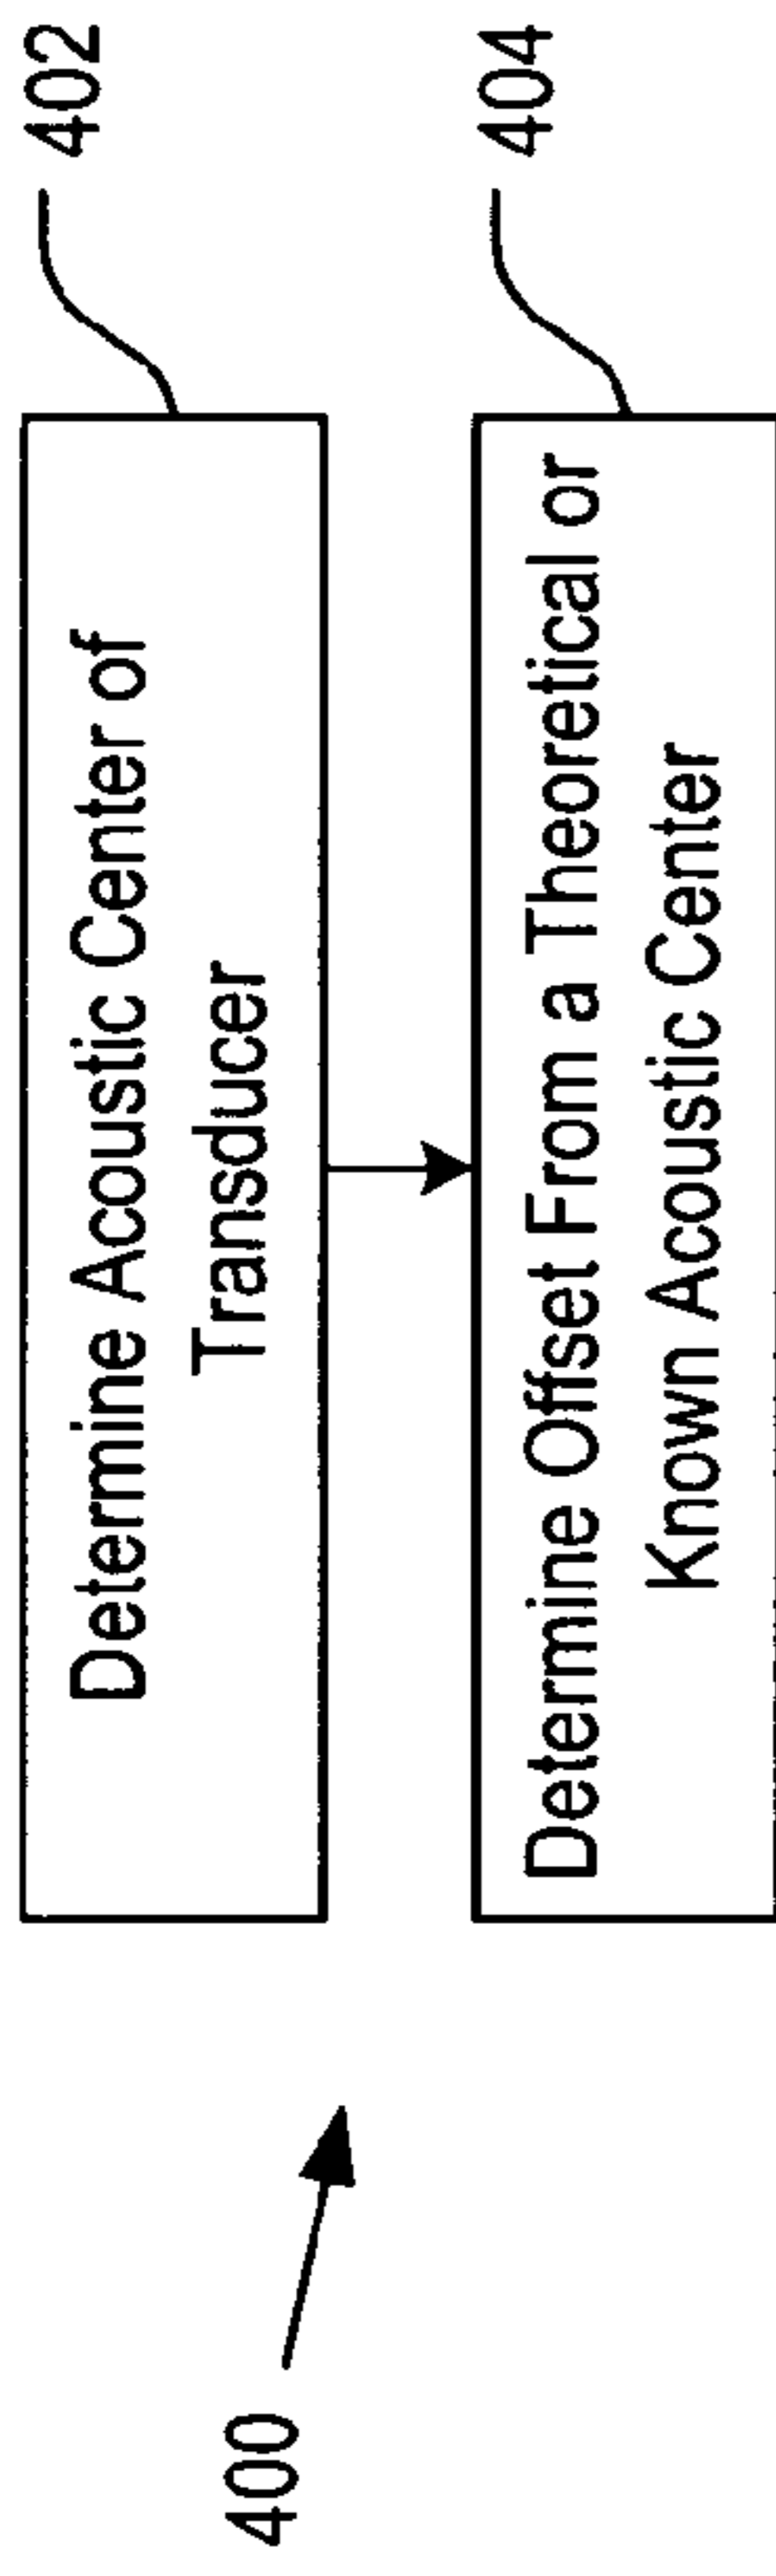 400
Determine Acoustic Center of
Transducer
402
Determine Offset From a Theoretical or
Known Acoustic Center
404